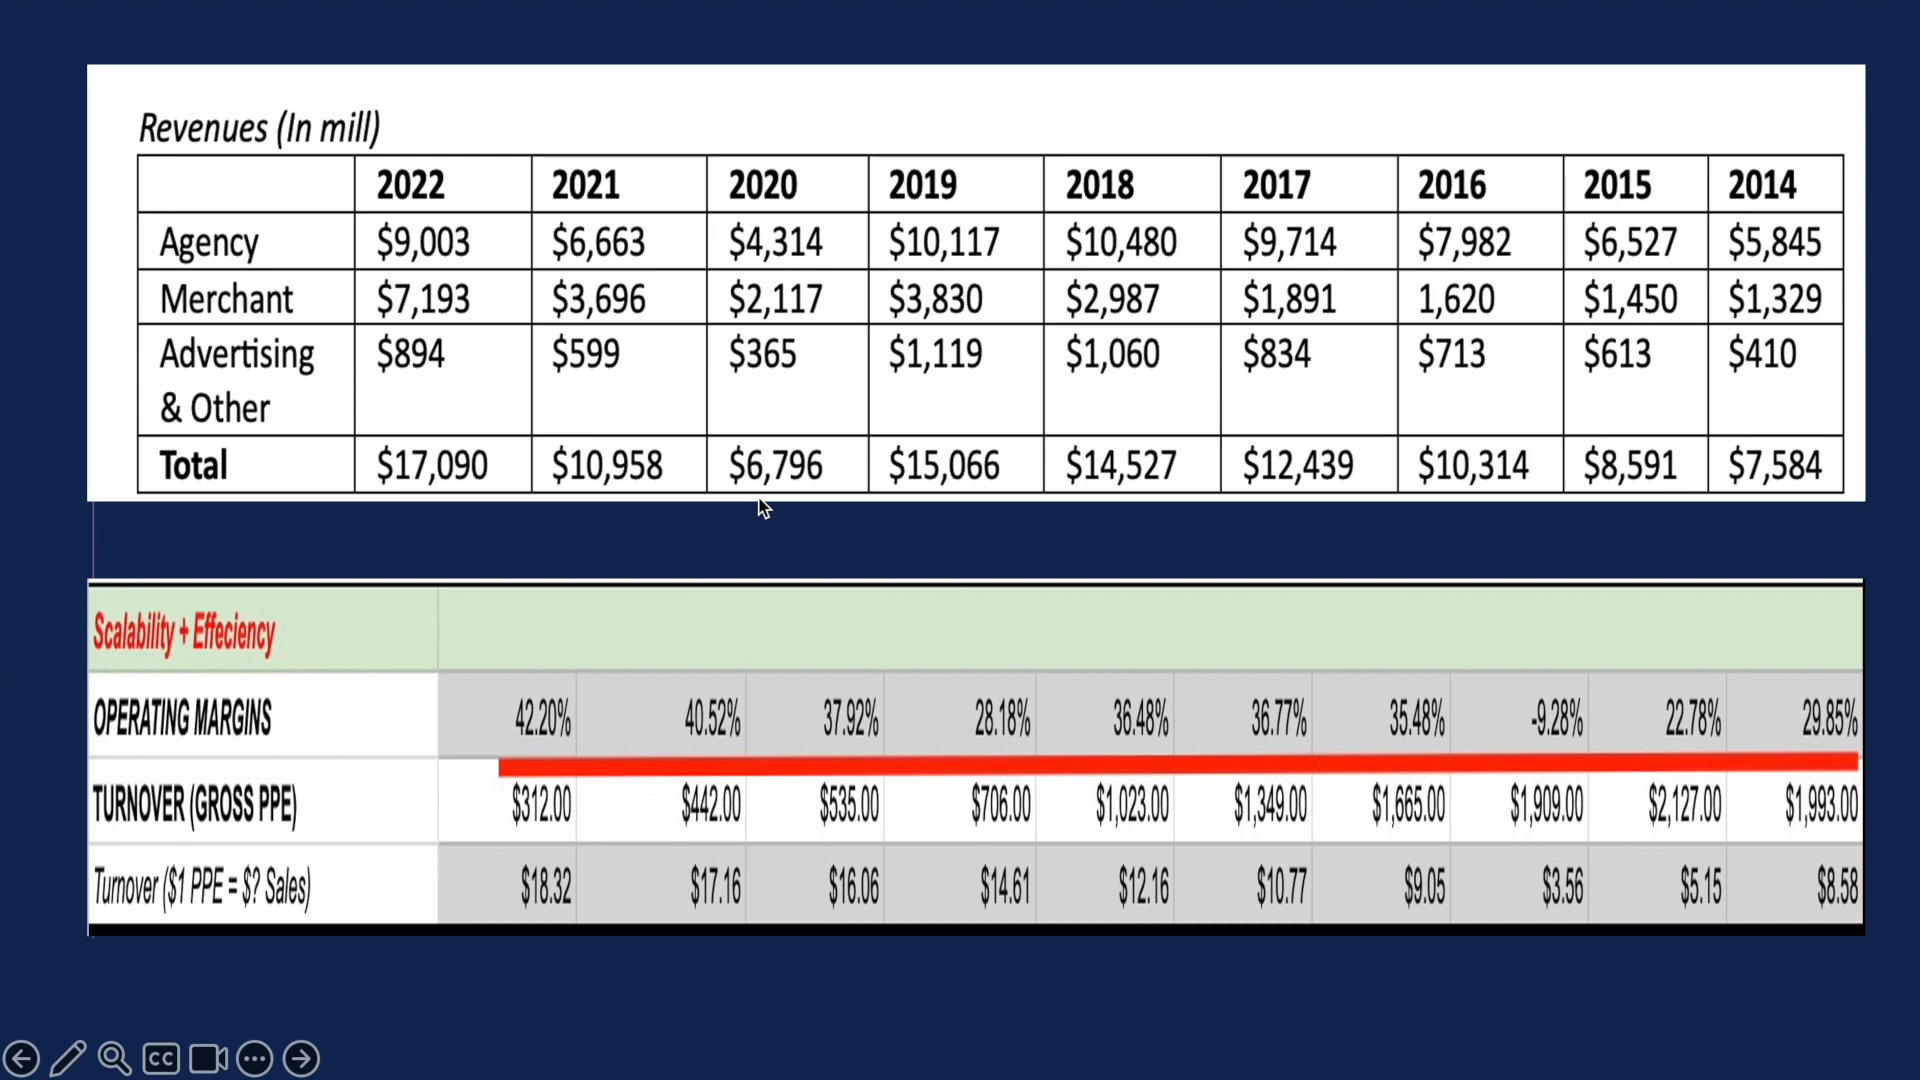 Revenues (In mill)
2022 2021 2020 2019 2018 2017 2016 2015 2014
Agency $9,003 $6,663 $4,314 $10,117 $10,480 $9,714 $7,982 $6,527 $5,845
Merchant $7,193 $3,696 $2,117 $3,830 $2,987 $1,891 1,620 $1,450 $1,329
Advertising $894 $599 $365 $1,119 $1,060 $834 $713 $613 $410
& Other
Total $17,090 $10,958 $6,796 $15,066 $14,527 $12,439 $10,314 $8,591 $7,584
Scalability + Effeciency
OPERATING MARGINS 42.20% 40.52% 37.92% 28.18% 36.48% 36.77% 35.48% -9.28% 22.78% 29.85%
TURNOVER (GROSS PPE) $312.00 $442.00 $535.00 $706.00 $1,023.00 $1,349.00 $1,665.00 $1,909.00 $2,127.00 $1,993.00
Turnover ($1 PPE = $? Sales) $18.32 $17.16 $16.06 $14.61 $12.16 $10.77 $9.05 $3.56 $5.15 $8.58
CC